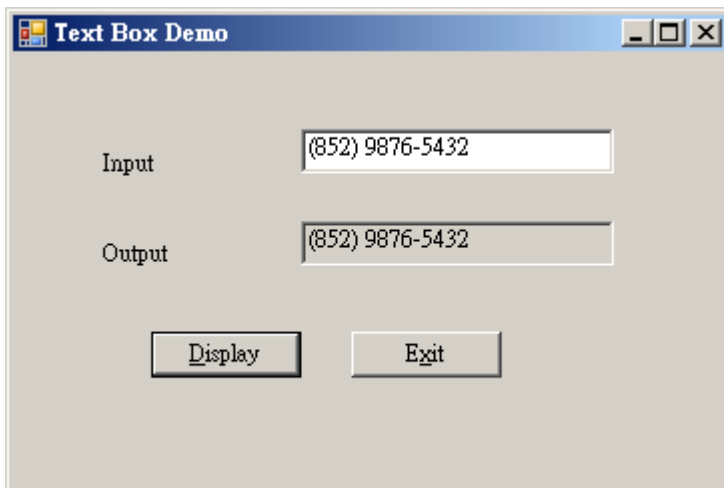 Text Box Demo
Input
(852) 9876-5432
Output
(852) 9876-5432
Display
Exit